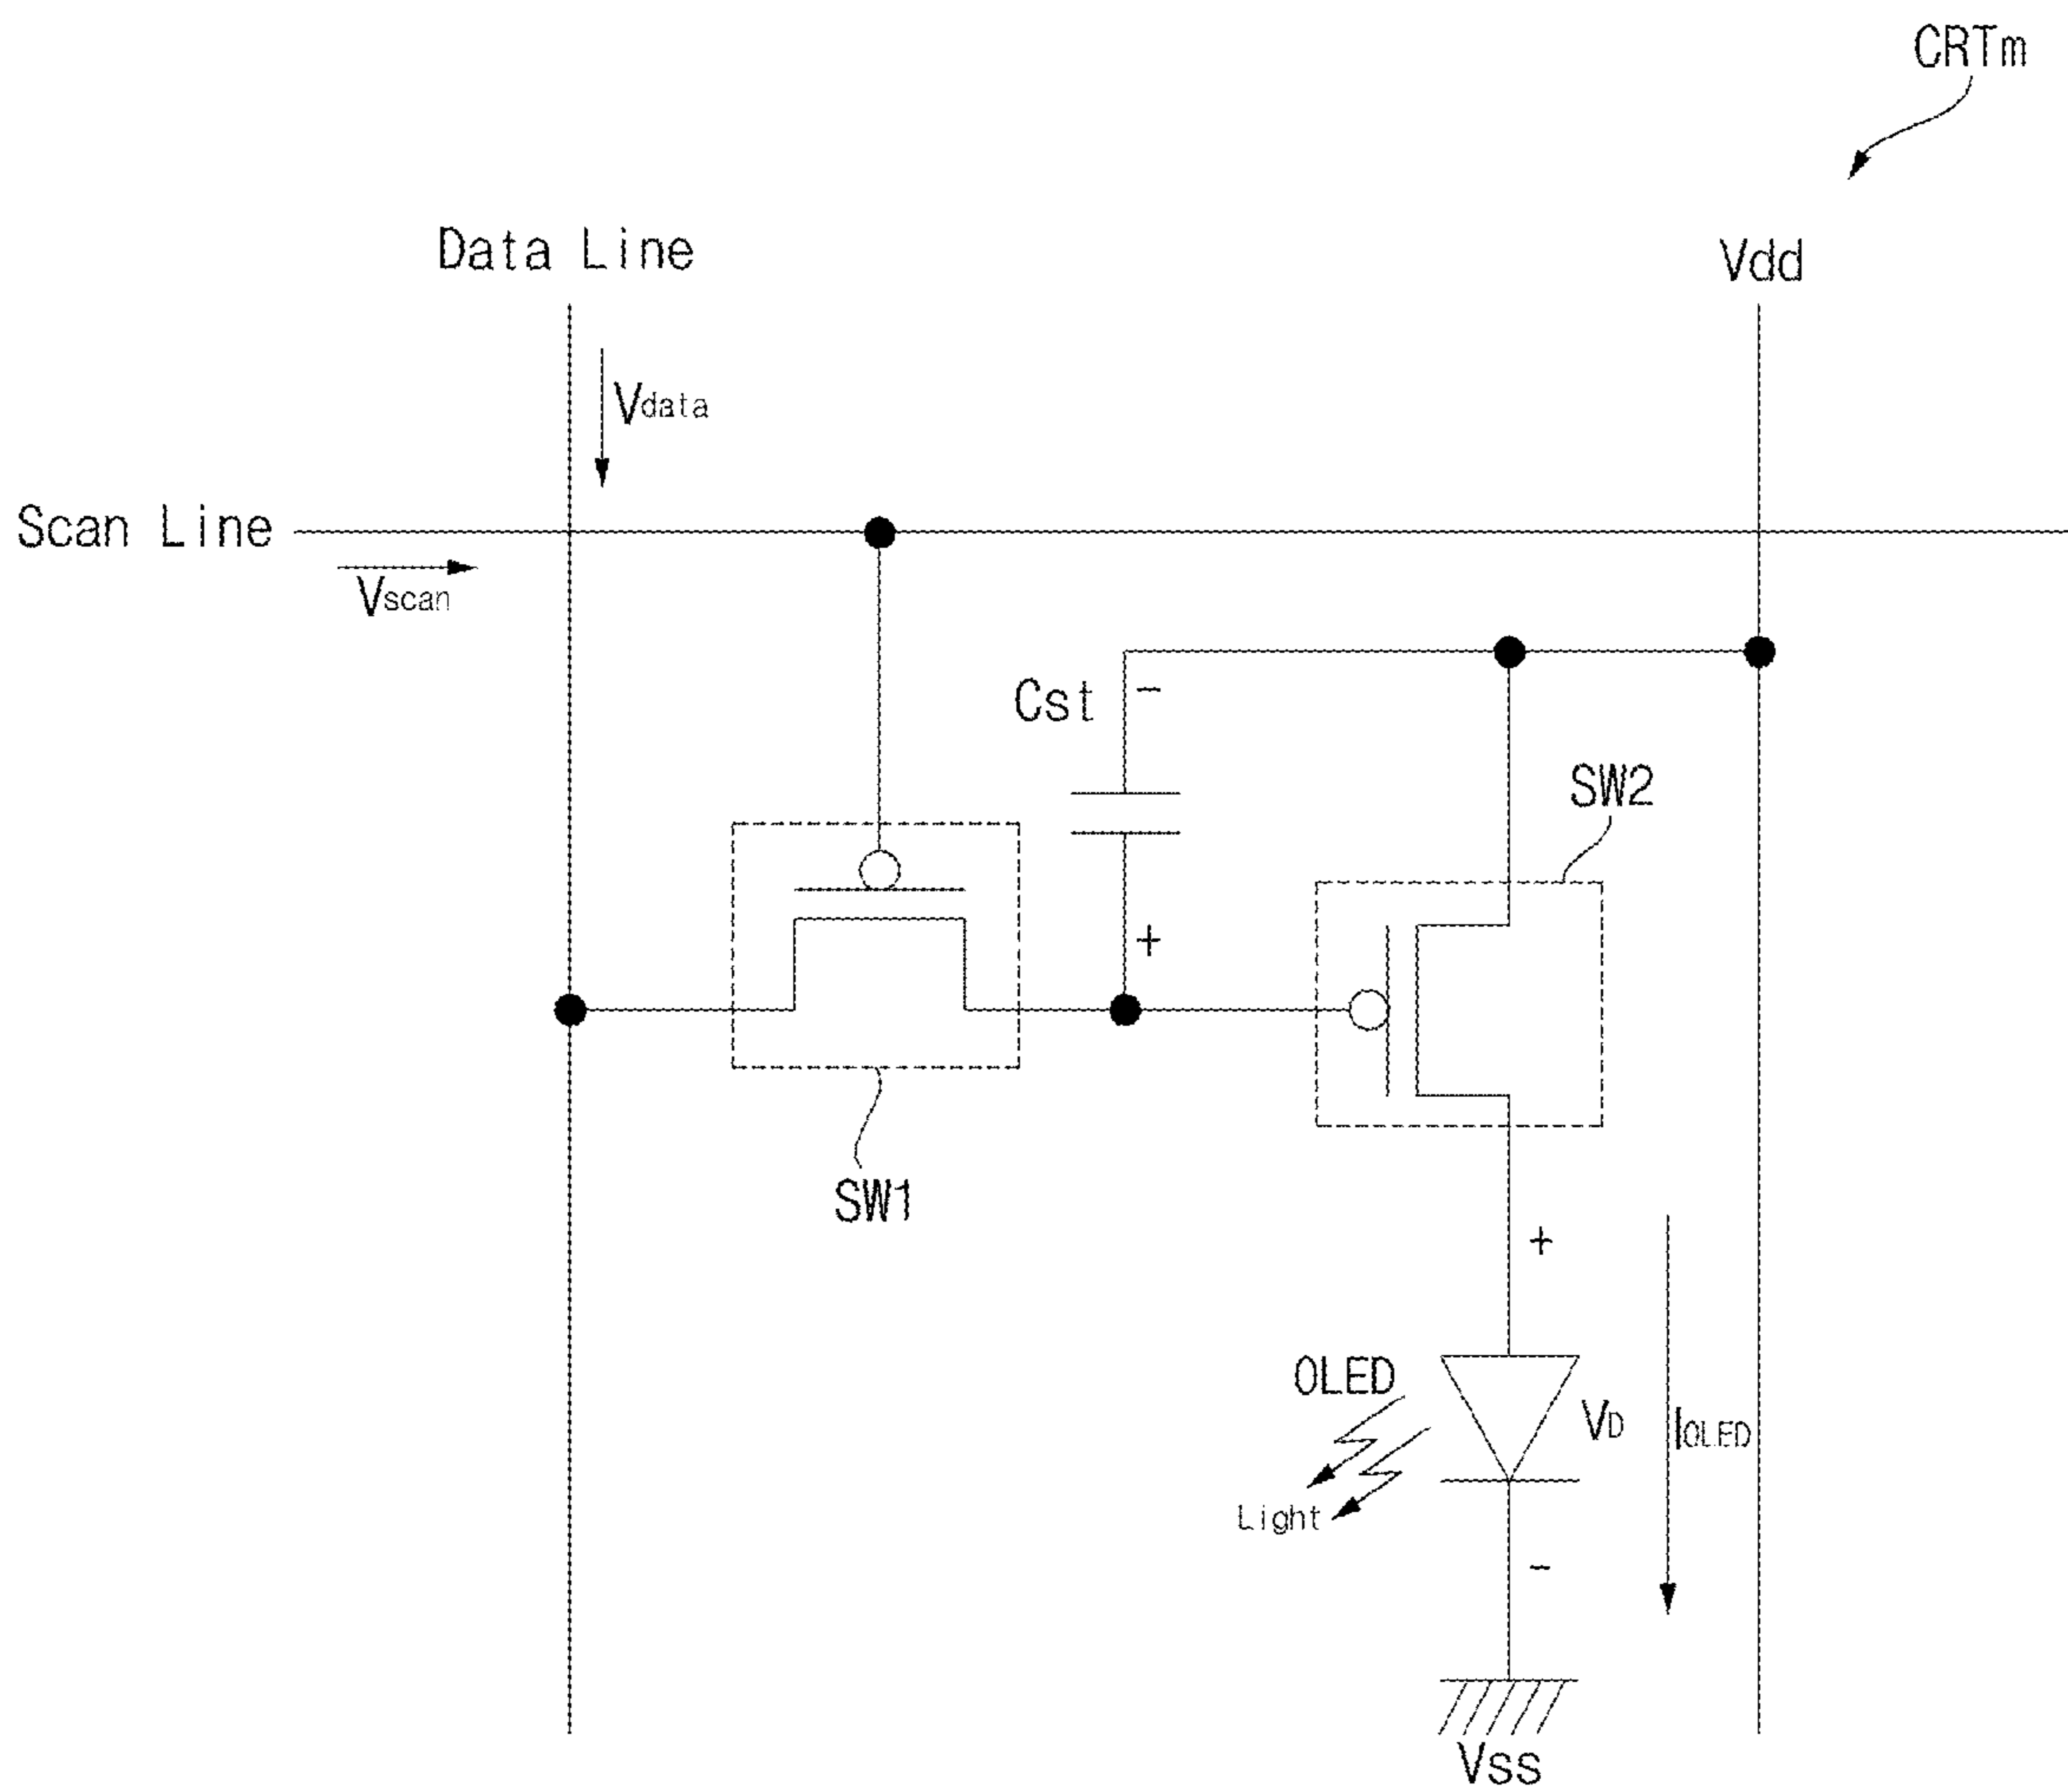 CRTm
Data Line
Vdd
Vdata
Scan Line
Vscan
Cst
-
SW2
+
SW1
+
OLED
VD
IOLED
Light
-
Vss